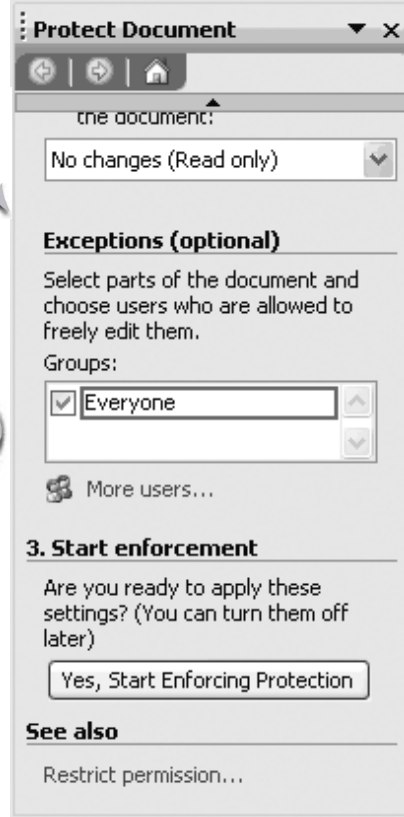 Protect Document
the document:
No changes (Read only)
Exceptions (optional)
Select parts of the document and
choose users who are allowed to
freely edit them.
Groups:
Everyone
More users...
3. Start enforcement
Are you ready to apply these
settings? (You can turn them off
later)
Yes, Start Enforcing Protection
See also
Restrict permission...